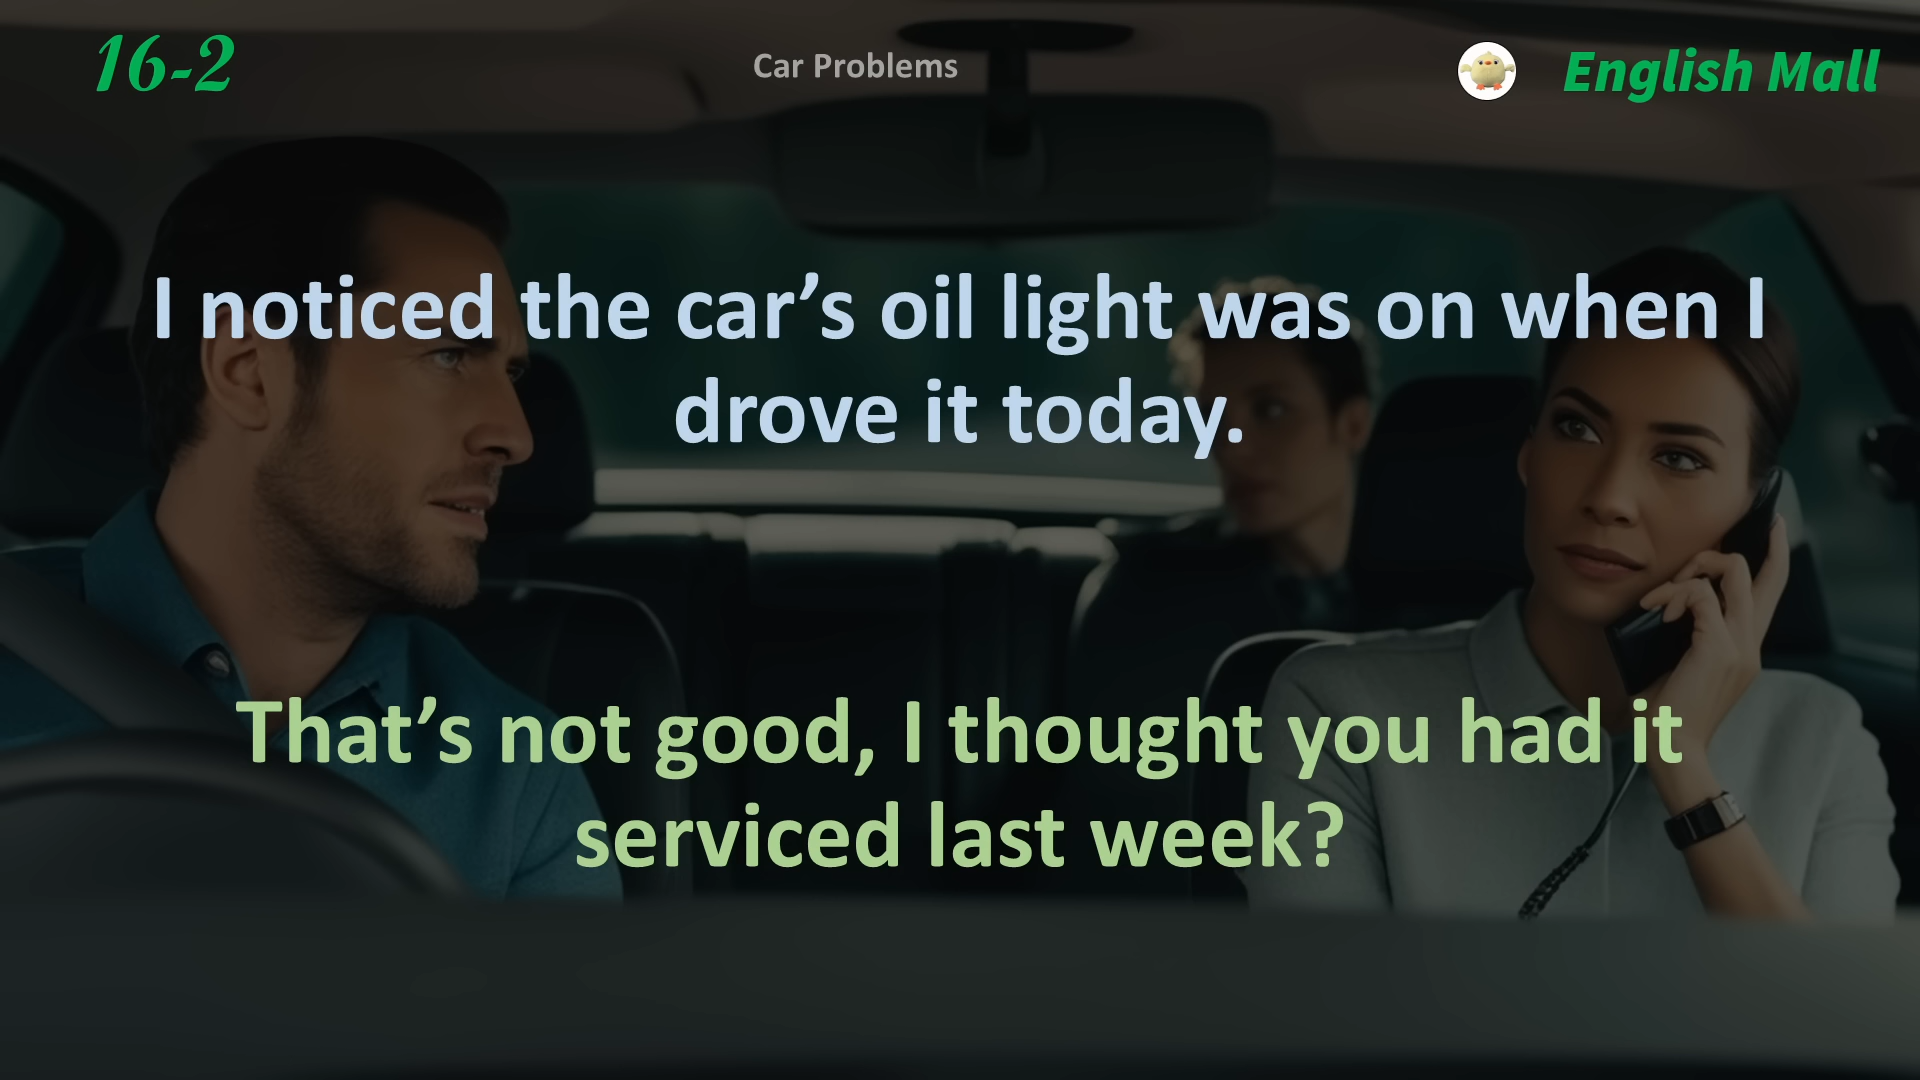 16-2
Car Problems
English Mall
I noticed the car’s oil light was on when I
drove it today.
That’s not good, I thought you had it
serviced last week?